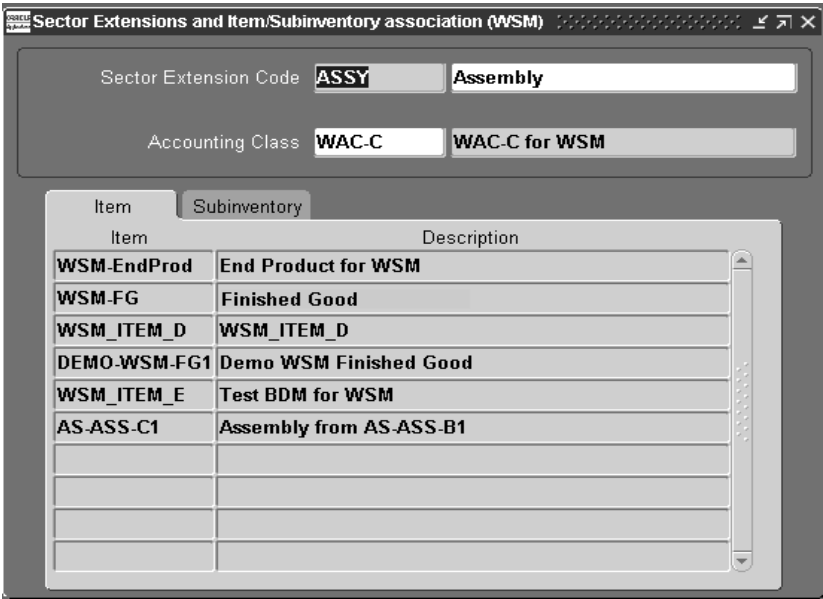 ORACLE
Sector Extensions and Item/Subinventory association (WSM)
Sector Extension Code ASSY Assembly
Accounting Class WAC-C WAC-C for WSM
Item Subinventory
Item Description
WSM-EndProd End Product for WSM
WSM-FG Finished Good
WSM_ITEM_D WSM_ITEM_D
DEMO-WSM-FG1 Demo WSM Finished Good
WSM_ITEM_E Test BDM for WSM
AS-ASS-C1 Assembly from AS-ASS-B1